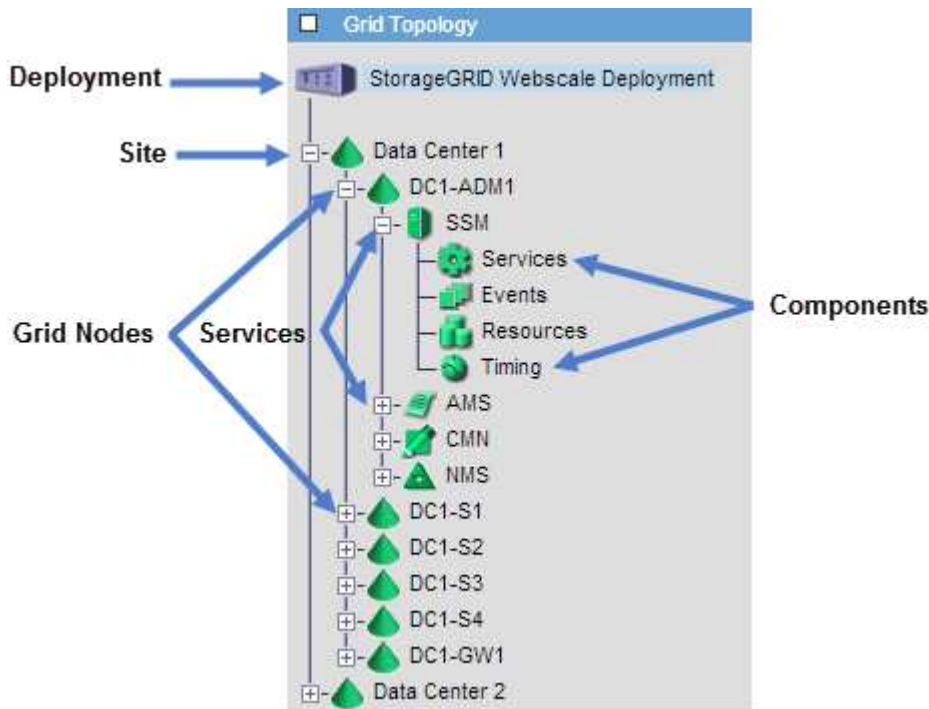 Grid Topology
Deployment
StorageGRID Webscale Deployment
Site
Data Center 1
DC1-ADM1
SSM
Services
Events
Components
Grid Nodes
Services
Resources
Timing
AMS
CMN
NMS
DC1-S1
DC1-S2
DC1-S3
DC1-S4
DC1-GW1
Data Center 2